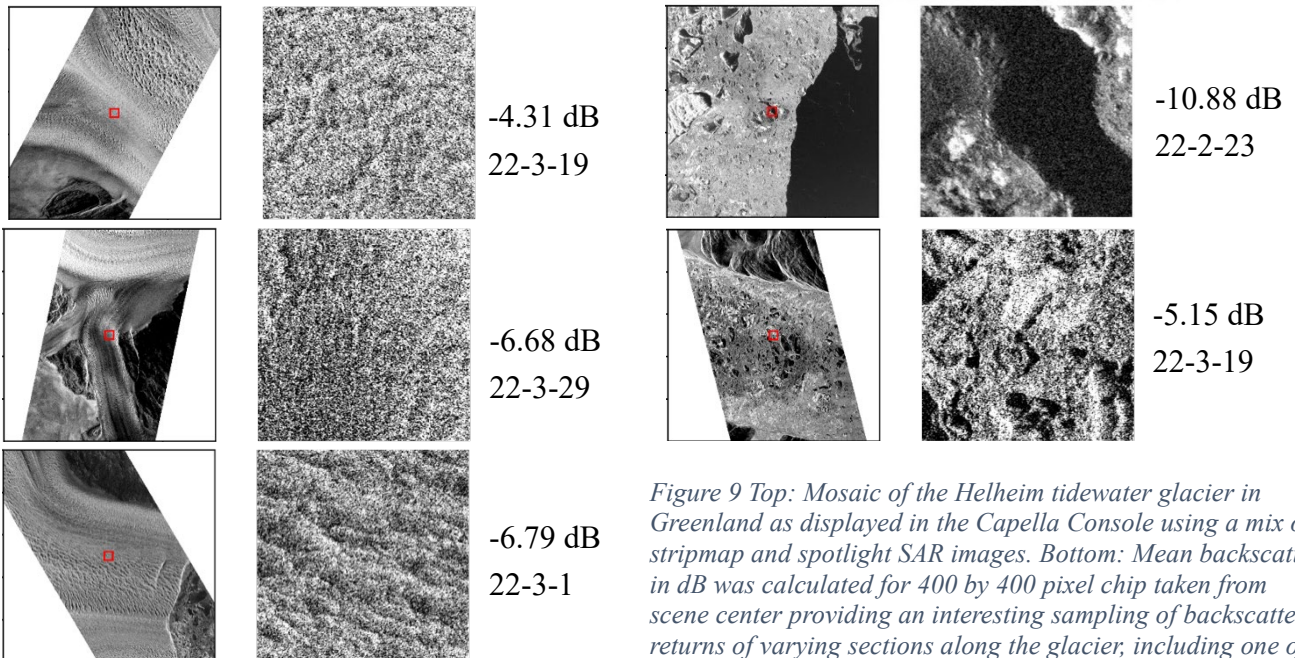 -4.31 dB
22-3-19
-6.68 dB
22-3-29
-6.79 dB
22-3-1
-10.88 dB
22-2-23
-5.15 dB
22-3-19
Figure 9 Top: Mosaic of the Helheim tidewater glacier in
Greenland as displayed in the Capella Console using a mix
stripmap and spotlight SAR images. Bottom: Mean
in dB was calculated for 400 by 400 pixel chip taken from
scene center providing an interesting sampling of
returns of varying sections along the glacier, including one